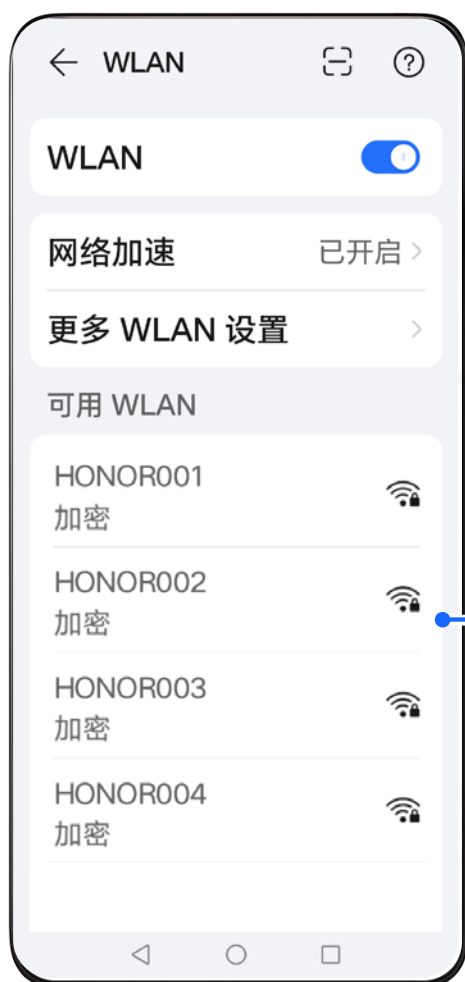 WLAN
WLAN
网络加速 已开启
更多 WLAN 设置
可用 WLAN
HONOR001
加密
HONOR002
加密
HONOR003
加密
HONOR004
加密